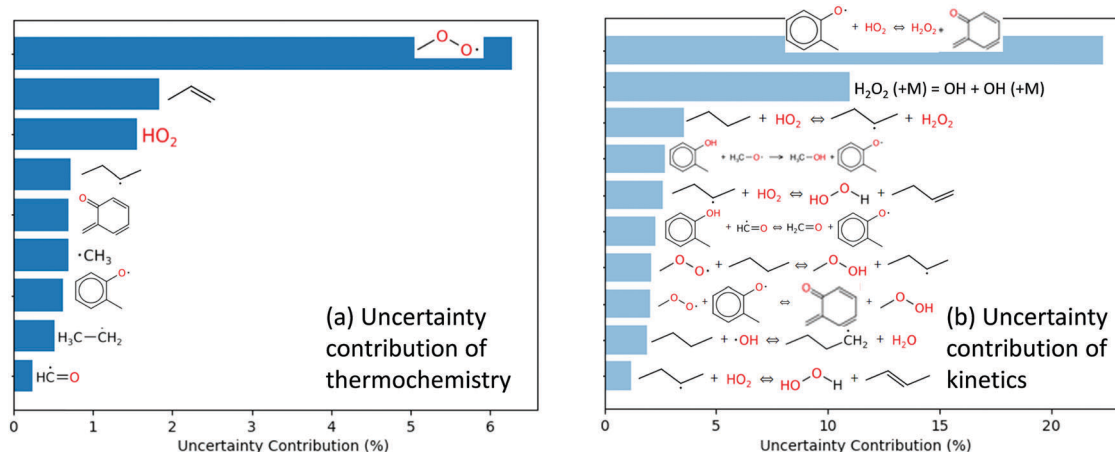 O
O·
HO₂
O
·CH₃
O·
H₃C—ĊH₂
HĊ=O
(a) Uncertainty
contribution of
thermochemistry
0 1 2 3 4 5 6
Uncertainty Contribution (%)
O· + HO₂ ⇔ H₂O₂ + O
H₂O₂ (+M) = OH + OH (+M)
+ HO₂ ⇔ + H₂O₂
OH + H₃C—O· → H₃C—OH + O·
+ HO₂ ⇔ HO O H +
OH + HĊ=O ⇔ H₂C=O + O·
O O· + ⇔ O OH +
O O· + O· ⇔ O + O OH
+ ·OH ⇔ ĊH₂ + H₂O
+ HO₂ ⇔ HO O H +
(b) Uncertainty
contribution of
kinetics
0 5 10 15 20
Uncertainty Contribution (%)